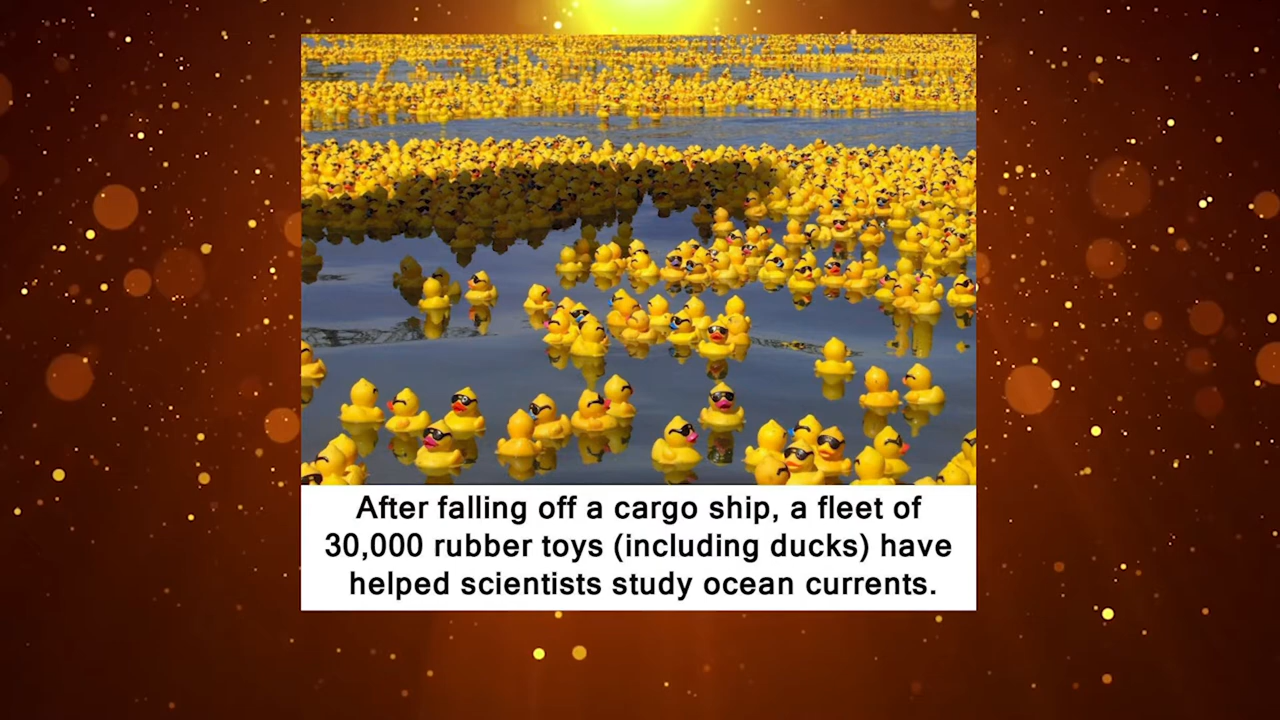 After falling off a cargo ship, a fleet of
30,000 rubber toys (including ducks) have
helped scientists study ocean currents.